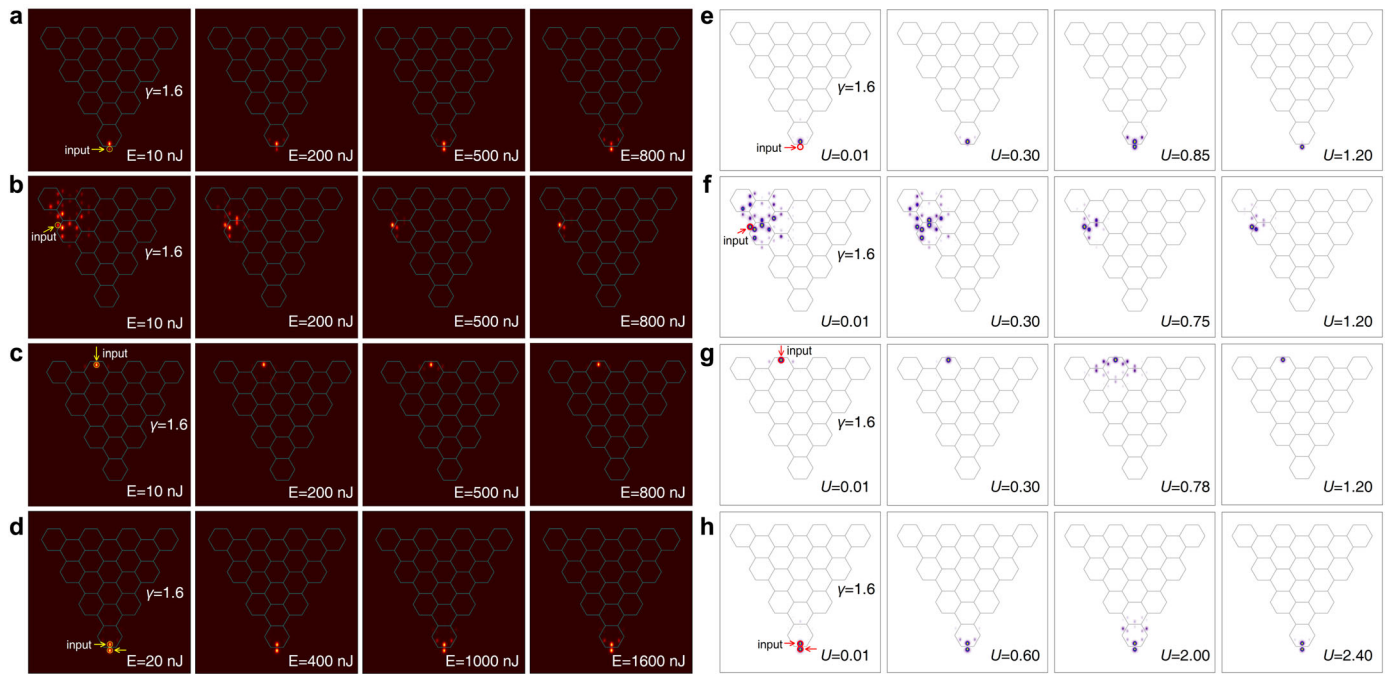 a
γ=1.6
input
E=10 nJ
E=200 nJ
E=500 nJ
E=800 nJ
b
input
γ=1.6
E=10 nJ
E=200 nJ
E=500 nJ
E=800 nJ
c
input
γ=1.6
E=10 nJ
E=200 nJ
E=500 nJ
E=800 nJ
d
γ=1.6
input
E=20 nJ
E=400 nJ
E=1000 nJ
E=1600 nJ
e
γ=1.6
input
U=0.01
U=0.30
U=0.85
U=1.20
f
input
γ=1.6
U=0.01
U=0.30
U=0.75
U=1.20
g
input
γ=1.6
U=0.01
U=0.30
U=0.78
U=1.20
h
γ=1.6
input
U=0.01
U=0.60
U=2.00
U=2.40